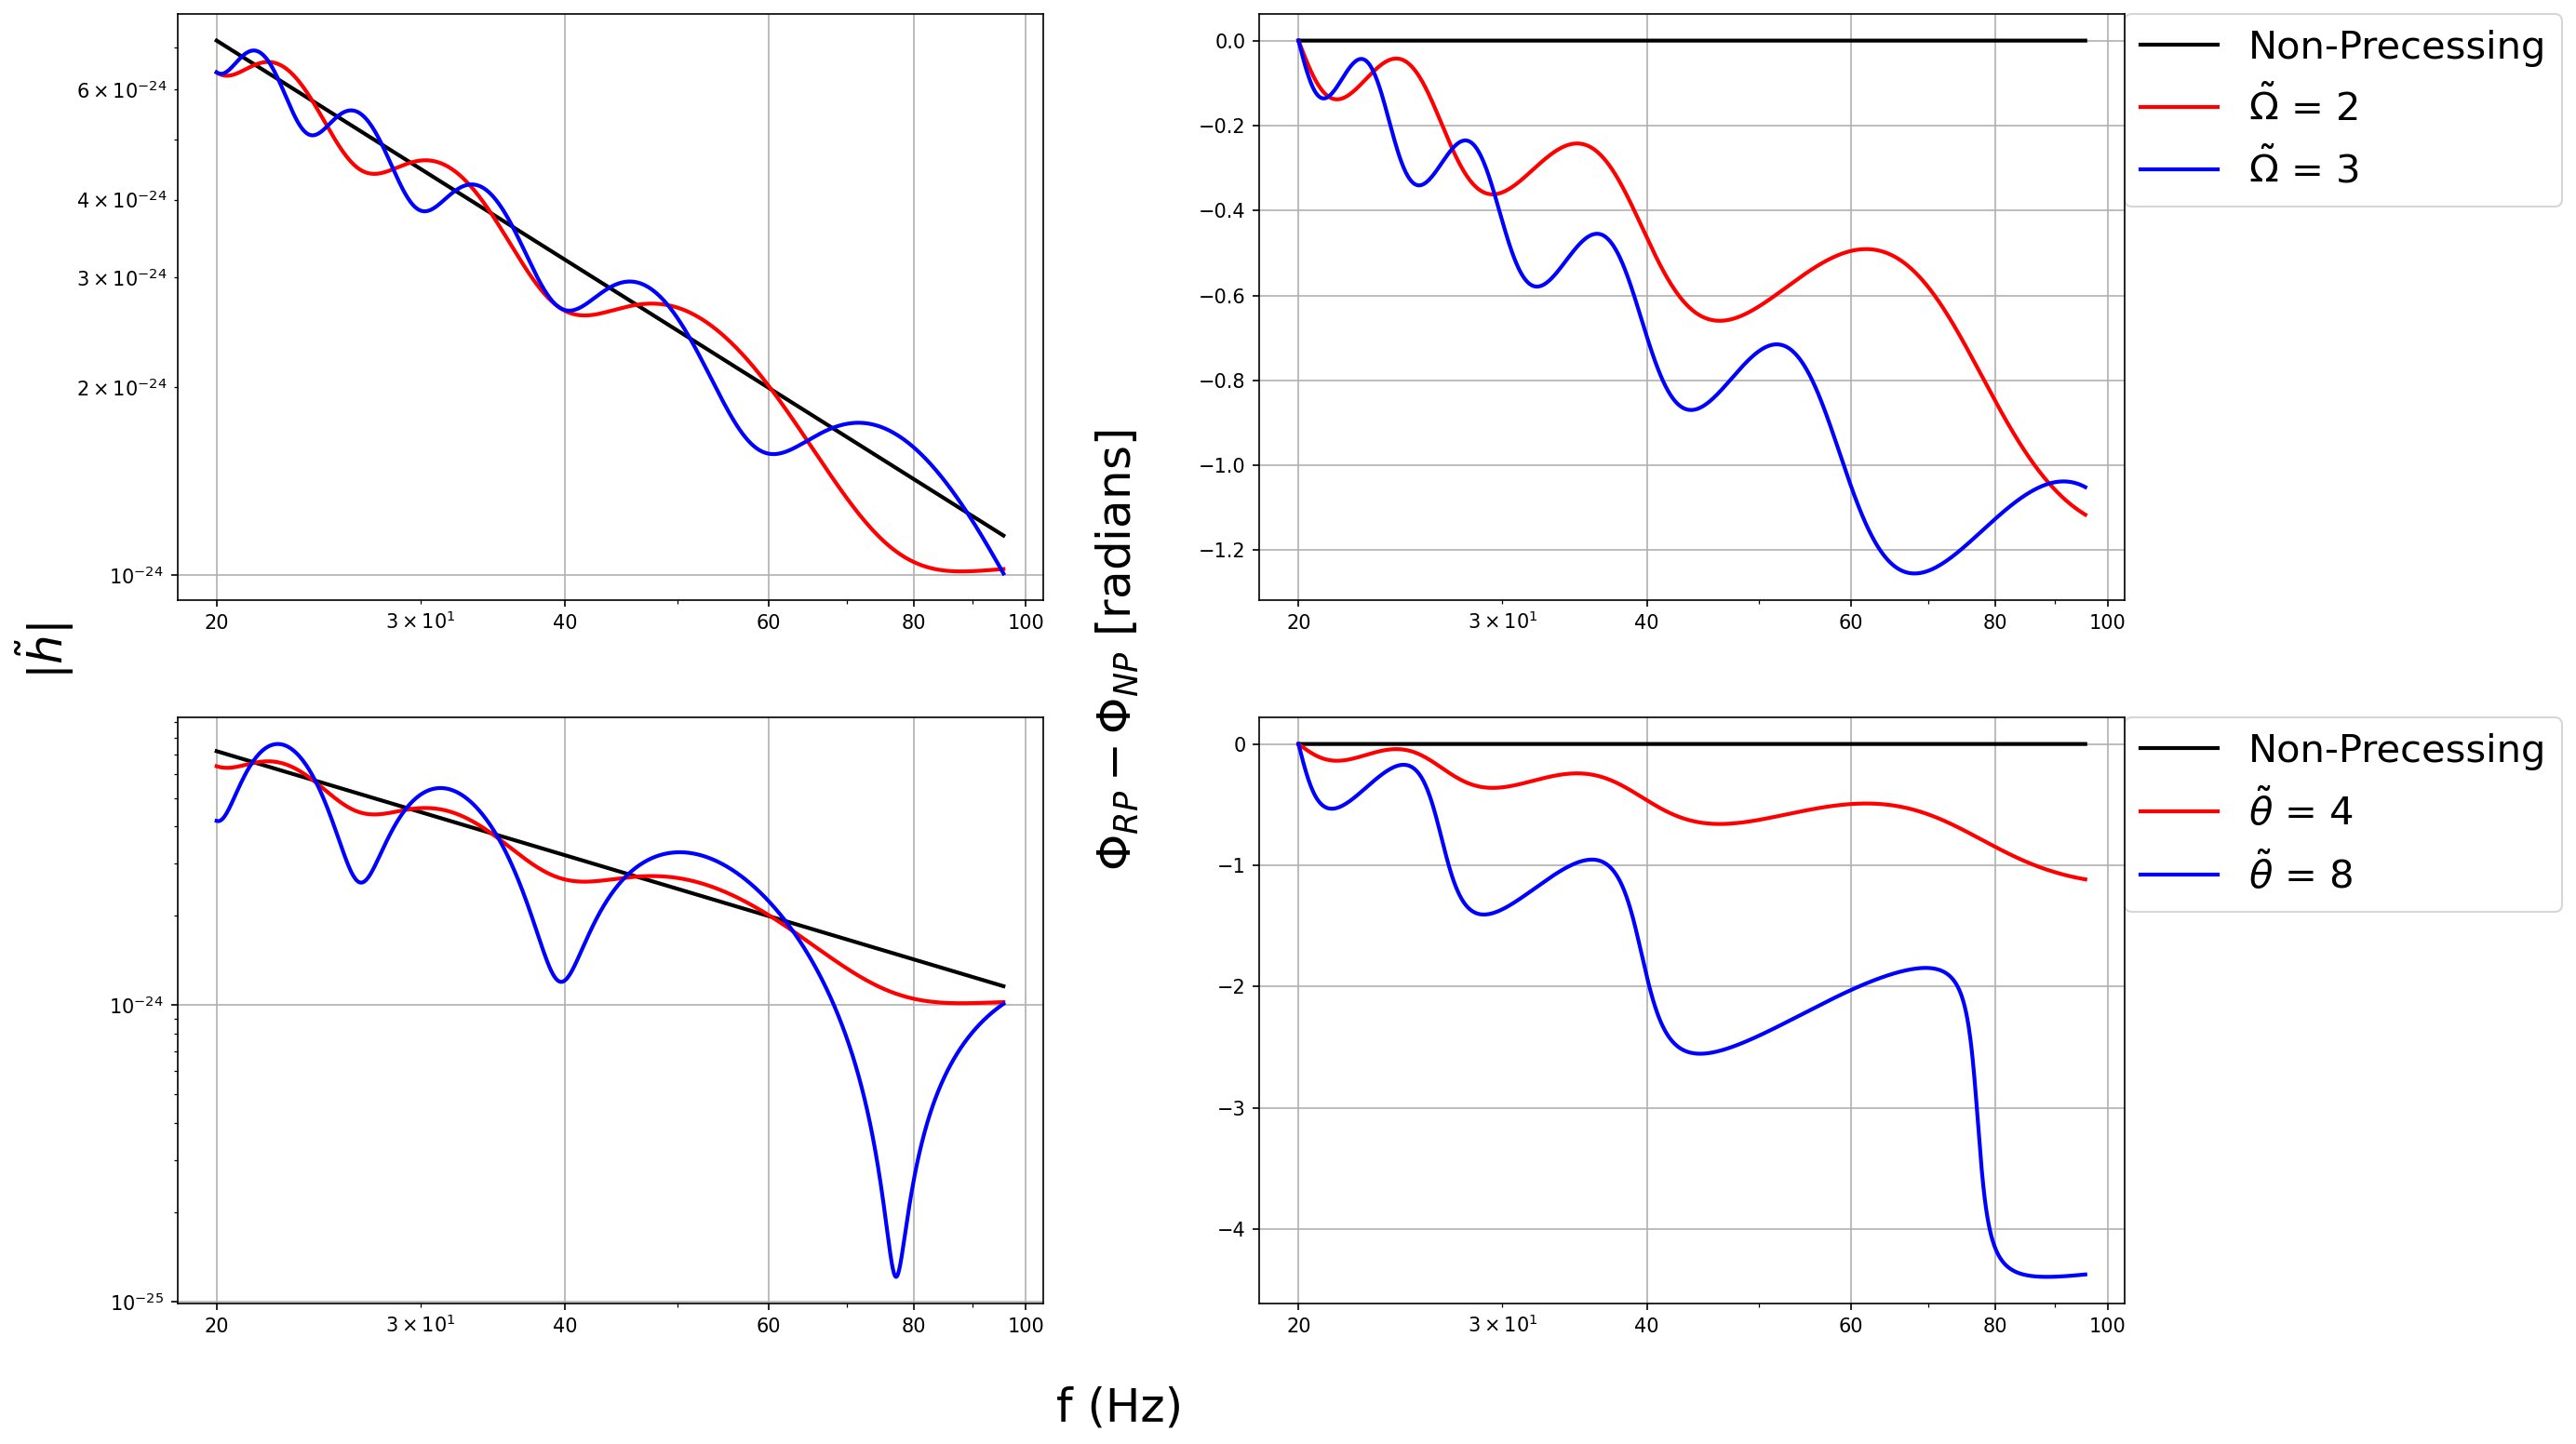 |h̃|
6 × 10⁻²⁴
4 × 10⁻²⁴
3 × 10⁻²⁴
2 × 10⁻²⁴
10⁻²⁴
20 3 × 10¹ 40 60 80 100
Φ_RP − Φ_NP [radians]
0.0
−0.2
−0.4
−0.6
−0.8
−1.0
−1.2
20 3 × 10¹ 40 60 80 100
Non-Precessing
Ω̃ = 2
Ω̃ = 3
10⁻²⁴
10⁻²⁵
20 3 × 10¹ 40 60 80 100
0
−1
−2
−3
−4
20 3 × 10¹ 40 60 80 100
Non-Precessing
θ̃ = 4
θ̃ = 8
f (Hz)